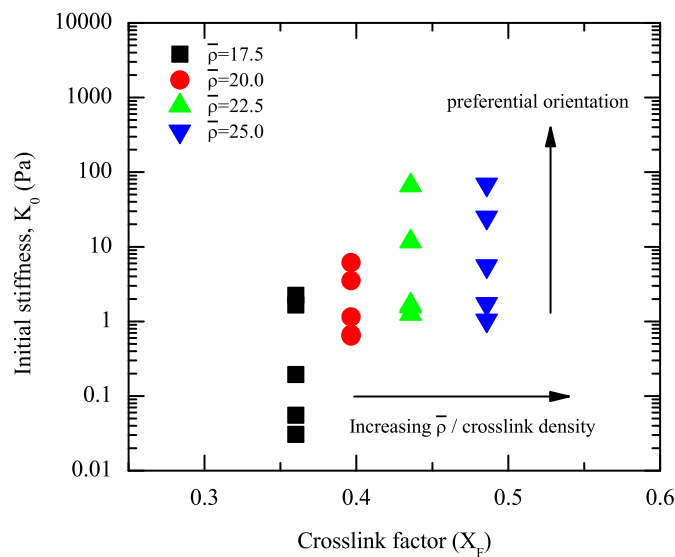 10000
1000
100
10
1
0.1
0.01
0.3
0.4
0.5
0.6
Initial stiffness, K₀ (Pa)
Crosslink factor (X_F)
ρ̅=17.5
ρ̅=20.0
ρ̅=22.5
ρ̅=25.0
preferential orientation
Increasing ρ̅ / crosslink density